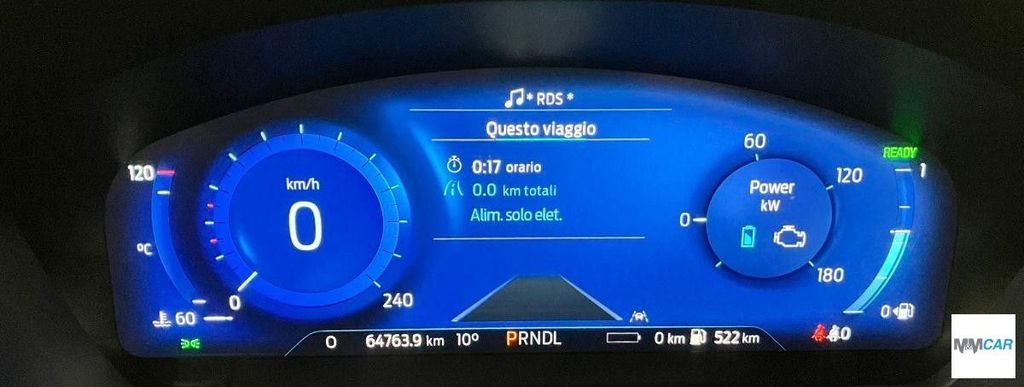 * RDS *
Questo viaggio
0:17 orario
0.0 km totali
Alim. solo elet.
120
°C
60
km/h
0
0
240
60
120
0
Power
kW
180
READY
1
0
0 64763.9 km 10° PRNDL 0 km 522 km
0
M&MCAR